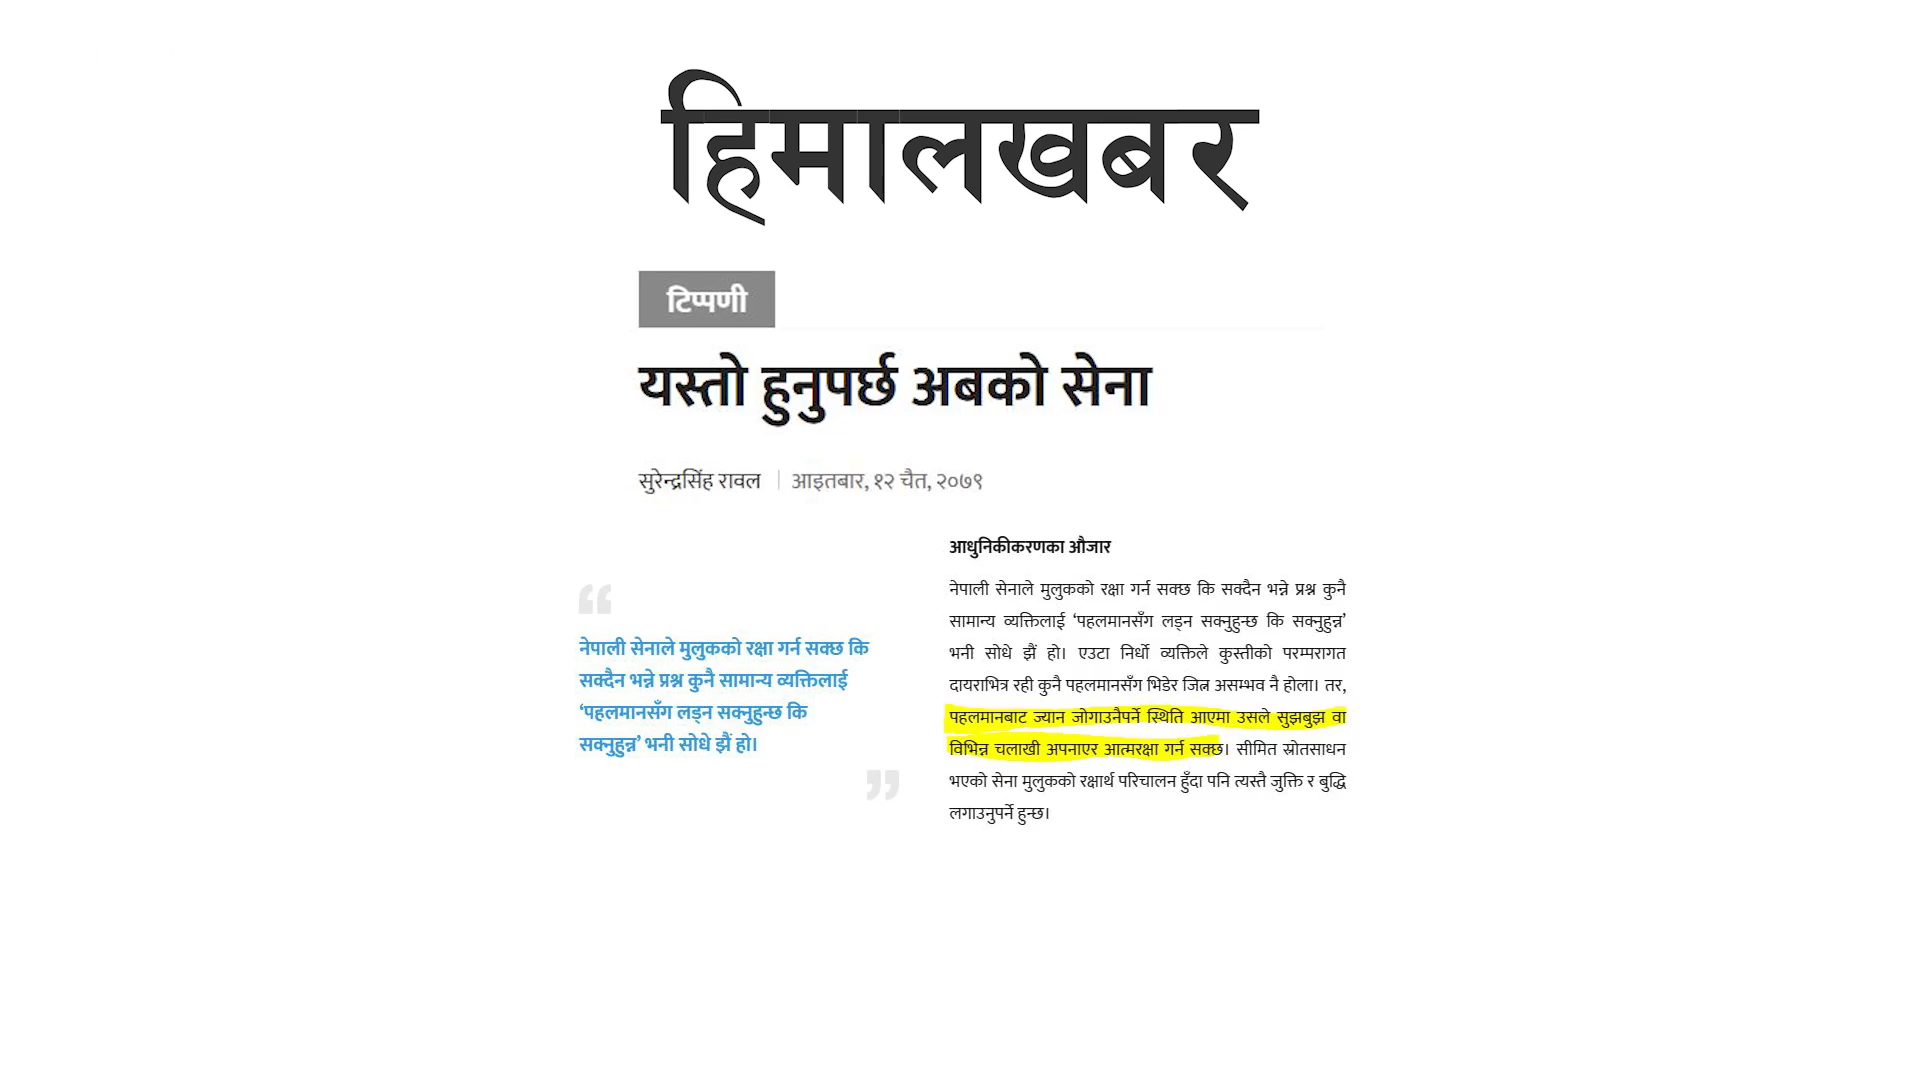 हिमालखबर
टिप्पणी
यस्तो हुनुपर्छ अबको सेना
सुरेन्द्रसिंह रावल | आइतबार, १२ चैत, २०७९
“
नेपाली सेनाले मुलुकको रक्षा गर्न सक्छ कि
सक्दैन भन्ने प्रश्न कुनै सामान्य व्यक्तिलाई
‘पहलमानसँग लड्न सक्नुहुन्छ कि
सक्नुहुन्न’ भनी सोधे झैं हो।
”
आधुनिकीकरणका औजार
नेपाली सेनाले मुलुकको रक्षा गर्न सक्छ कि सक्दैन भन्ने प्रश्न कुनै
सामान्य व्यक्तिलाई ‘पहलमानसँग लड्न सक्नुहुन्छ कि सक्नुहुन्न’
भनी सोधे झैं हो। एउटा निर्धो व्यक्तिले कुस्तीको परम्परागत
दायराभित्र रही कुनै पहलमानसँग भिडेर जित्न असम्भव नै होला। तर,
पहलमानबाट ज्यान जोगाउनैपर्ने स्थिति आएमा उसले सुझबुझ वा
विभिन्न चलाखी अपनाएर आत्मरक्षा गर्न सक्छ। सीमित स्रोतसाधन
भएको सेना मुलुकको रक्षार्थ परिचालन हुँदा पनि त्यस्तै जुक्ति र बुद्धि
लगाउनुपर्ने हुन्छ।